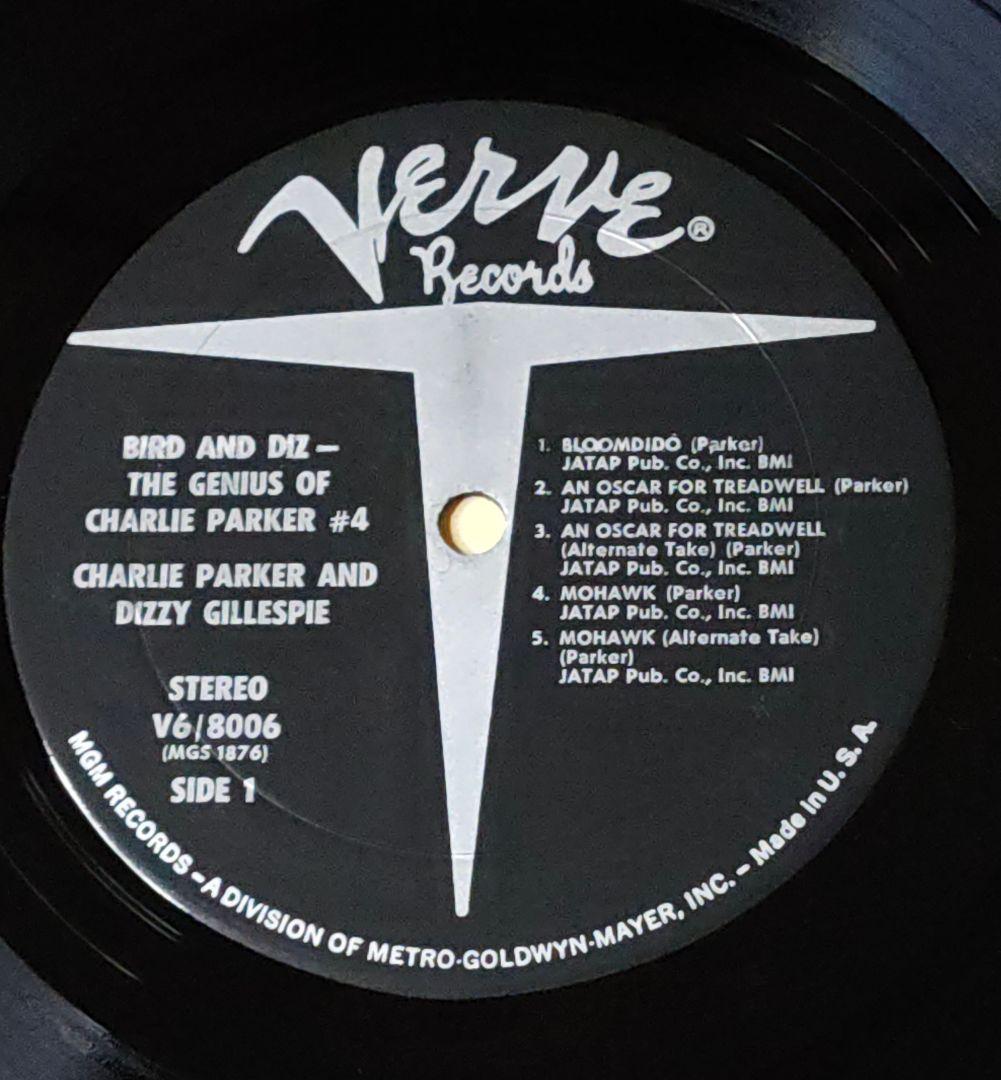 VERVE®
Records
BIRD AND DIZ —
THE GENIUS OF
CHARLIE PARKER #4
CHARLIE PARKER AND
DIZZY GILLESPIE
STEREO
V6/8006
(MGS 1876)
SIDE 1
1. BLOOMDIDO (Parker)
JATAP Pub. Co., Inc. BMI
2. AN OSCAR FOR TREADWELL (Parker)
JATAP Pub. Co., Inc. BMI
3. AN OSCAR FOR TREADWELL
(Alternate Take) (Parker)
JATAP Pub. Co., Inc. BMI
4. MOHAWK (Parker)
JATAP Pub. Co., Inc. BMI
5. MOHAWK (Alternate Take)
(Parker)
JATAP Pub. Co., Inc. BMI
MGM RECORDS – A DIVISION OF METRO-GOLDWYN-MAYER, INC. – Made in U. S. A.